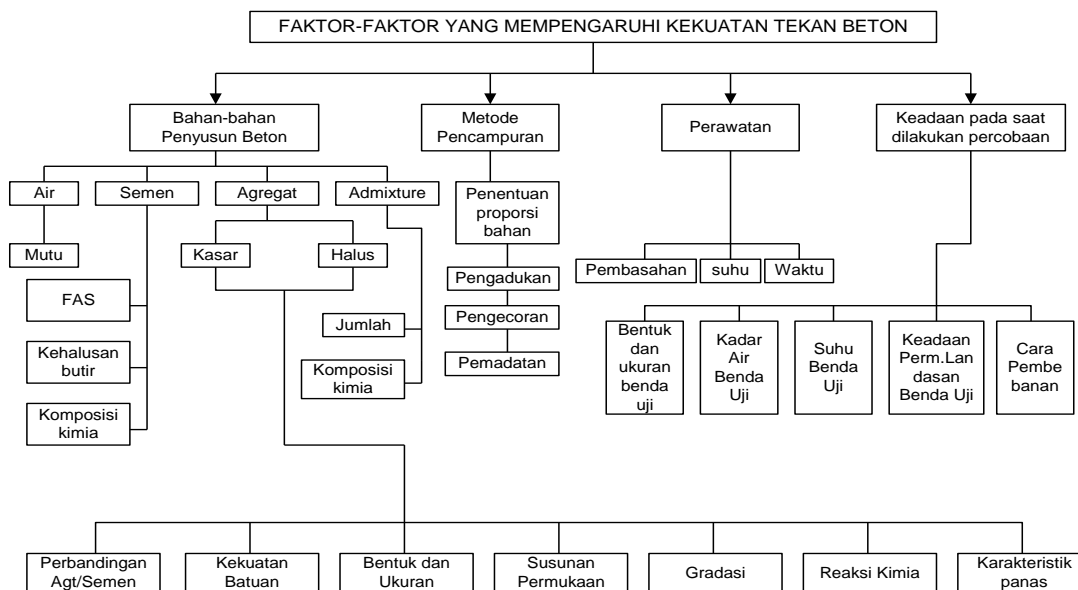 FAKTOR-FAKTOR YANG MEMPENGARUHI KEKUATAN TEKAN BETON
Bahan-bahan
Penyusun Beton
Metode
Pencampuran
Perawatan
Keadaan pada saat
dilakukan percobaan
Air
Semen
Agregat
Admixture
Mutu
FAS
Kehalusan
butir
Komposisi
kimia
Kasar
Halus
Jumlah
Komposisi
kimia
Penentuan
proporsi
bahan
Pengadukan
Pengecoran
Pemadatan
Pembasahan
suhu
Waktu
Bentuk
dan
ukuran
benda
uji
Kadar
Air
Benda
Uji
Suhu
Benda
Uji
Keadaan
Perm.Lan
dasan
Benda Uji
Cara
Pembe
banan
Perbandingan
Agt/Semen
Kekuatan
Batuan
Bentuk dan
Ukuran
Susunan
Permukaan
Gradasi
Reaksi Kimia
Karakteristik
panas